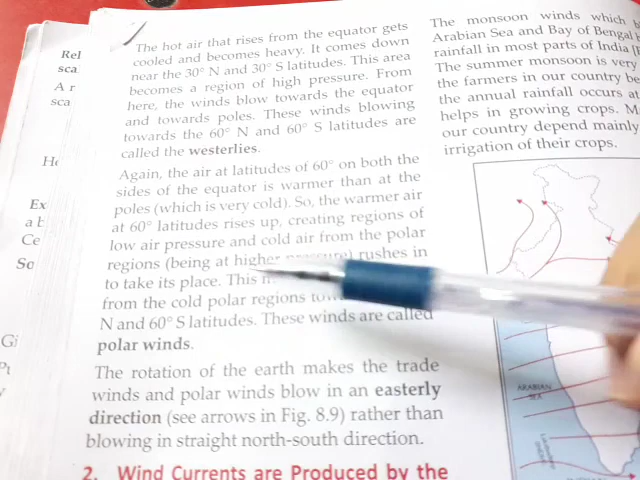 The hot air that rises from the equator gets
cooled and becomes heavy. It comes down
near the 30° N and 30° S latitudes. This area
becomes a region of high pressure. From
here, the winds blow towards the equator
and towards poles. These winds blowing
towards the 60° N and 60° S latitudes are
called the westerlies.
Again, the air at latitudes of 60° on both the
sides of the equator is warmer than at the
poles (which is very cold). So, the warmer air
at 60° latitudes rises up, creating regions of
low air pressure and cold air from the polar
regions (being at higher rushes in
to take its place. This
from the cold polar regions
N and 60° S latitudes. These winds are called
polar winds.
The rotation of the earth makes the trade
winds and polar winds blow in an easterly
direction (see arrows in Fig. 8.9) rather than
blowing in straight north-south direction.
2. Wind Currents are Produced by the
The monsoon winds which
Arabian Sea and Bay of Bengal
rainfall in most parts of India
The summer monsoon is very
the farmers in our country
the annual rainfall occurs at
helps in growing crops.
our country depend mainly
irrigation of their crops.
ARABIAN
SEA
Rel
sca
A r
sca
Ex
a b
Ce
So
Gi